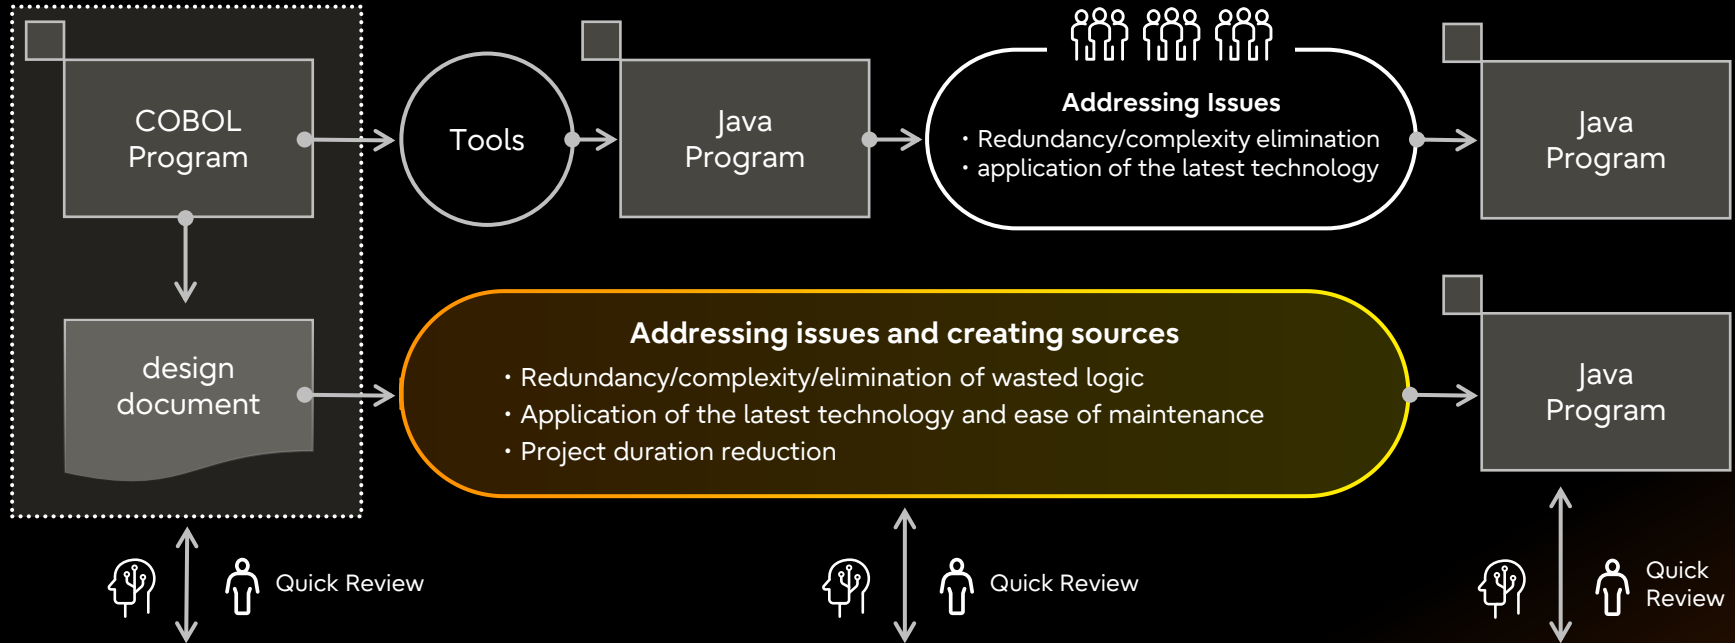 COBOL
Program
Tools
Java
Program
Addressing Issues
・Redundancy/complexity elimination
・application of the latest technology
Java
Program
design
document
Addressing issues and creating sources
・Redundancy/complexity/elimination of wasted logic
・Application of the latest technology and ease of maintenance
・Project duration reduction
Java
Program
Quick Review
Quick Review
Quick
Review